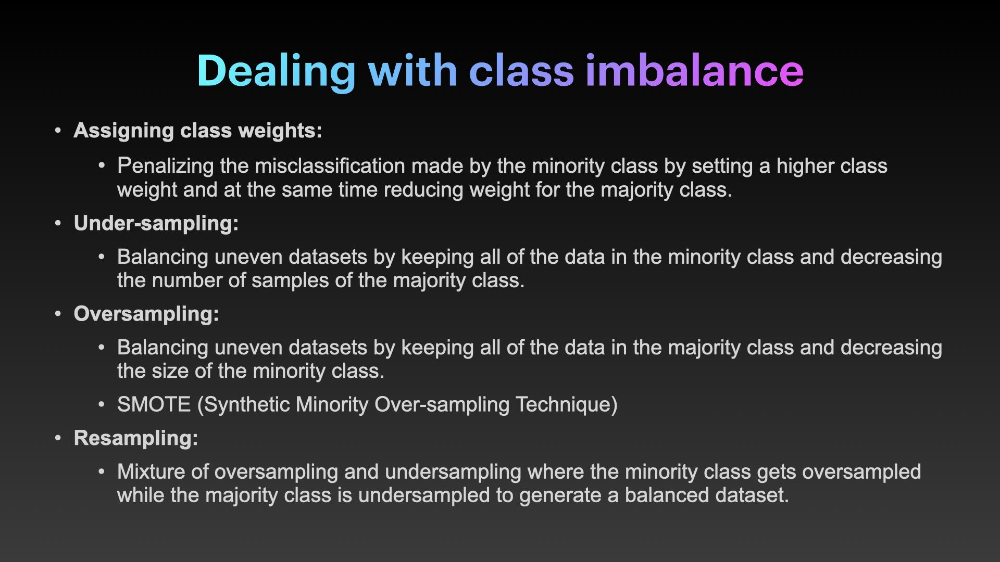 Dealing with class imbalance
• Assigning class weights:
• Penalizing the misclassification made by the minority class by setting a higher class
weight and at the same time reducing weight for the majority class.
• Under-sampling:
• Balancing uneven datasets by keeping all of the data in the minority class and decreasing
the number of samples of the majority class.
• Oversampling:
• Balancing uneven datasets by keeping all of the data in the majority class and decreasing
the size of the minority class.
• SMOTE (Synthetic Minority Over-sampling Technique)
• Resampling:
• Mixture of oversampling and undersampling where the minority class gets oversampled
while the majority class is undersampled to generate a balanced dataset.